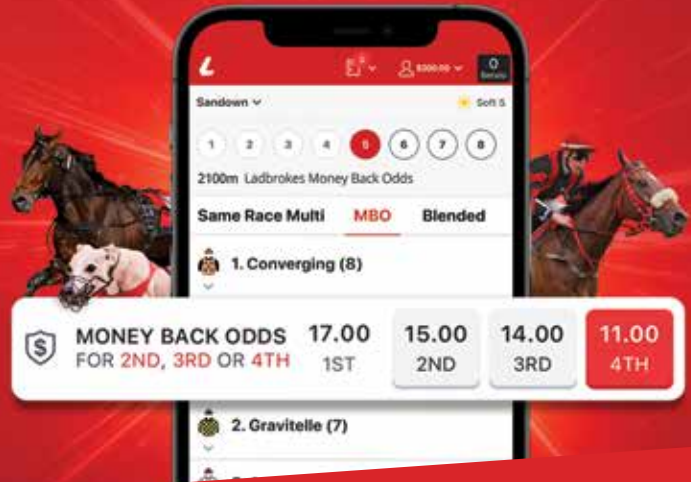 L
$300.00
0
Bonus
Sandown
Soft 5
1 2 3 4 5 6 7 8
2100m Ladbrokes Money Back Odds
Same Race Multi MBO Blended
1. Converging (8)
MONEY BACK ODDS
FOR 2ND, 3RD OR 4TH
17.00 15.00 14.00 11.00
1ST 2ND 3RD 4TH
2. Gravitelle (7)